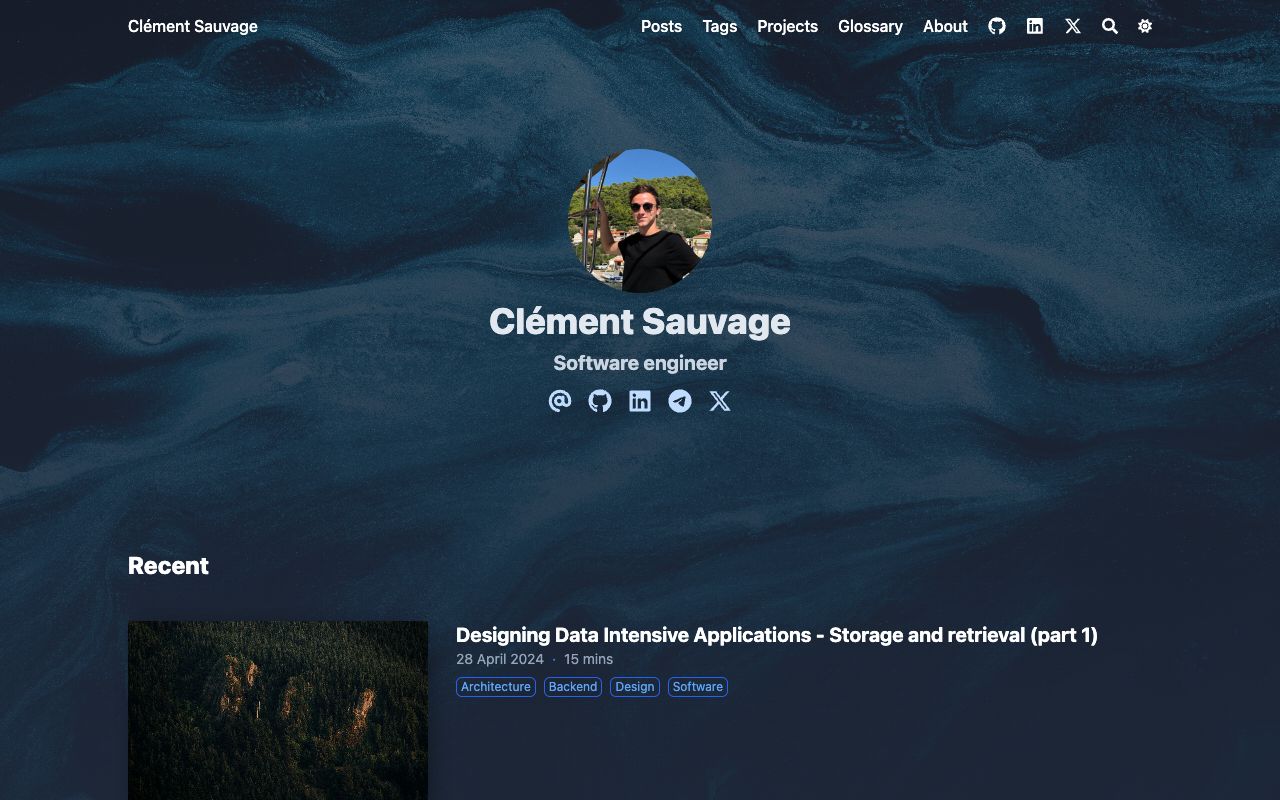 Clément Sauvage
Posts Tags Projects Glossary About
Clément Sauvage
Software engineer
Recent
Designing Data Intensive Applications - Storage and retrieval (part 1)
28 April 2024 · 15 mins
Architecture Backend Design Software